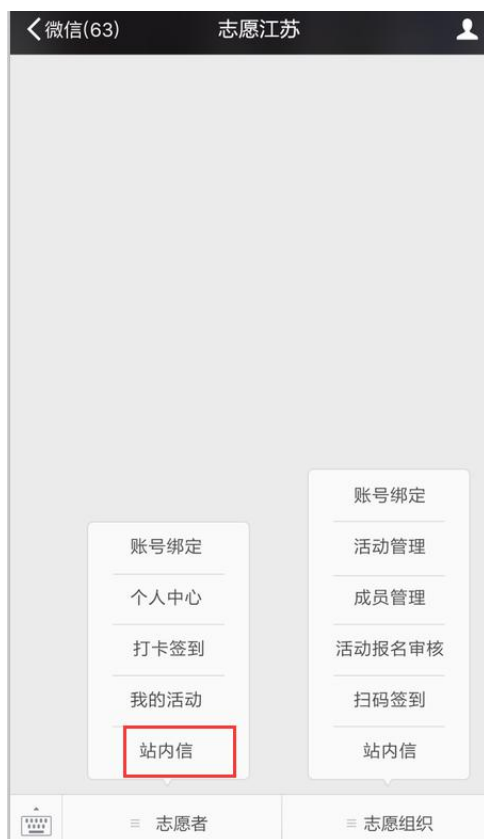 微信(63)
志愿江苏
账号绑定
个人中心
打卡签到
我的活动
站内信
账号绑定
活动管理
成员管理
活动报名审核
扫码签到
站内信
志愿者
志愿组织